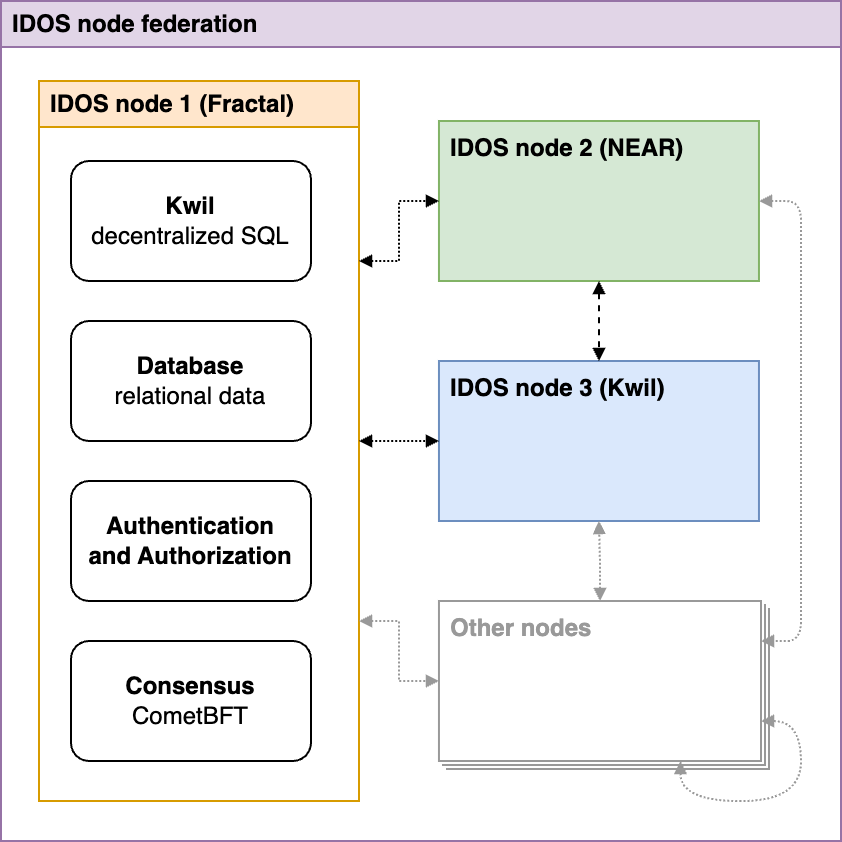 IDOS node federation
IDOS node 1 (Fractal)
Kwil
decentralized SQL
Database
relational data
Authentication
and Authorization
Consensus
CometBFT
IDOS node 2 (NEAR)
IDOS node 3 (Kwil)
Other nodes